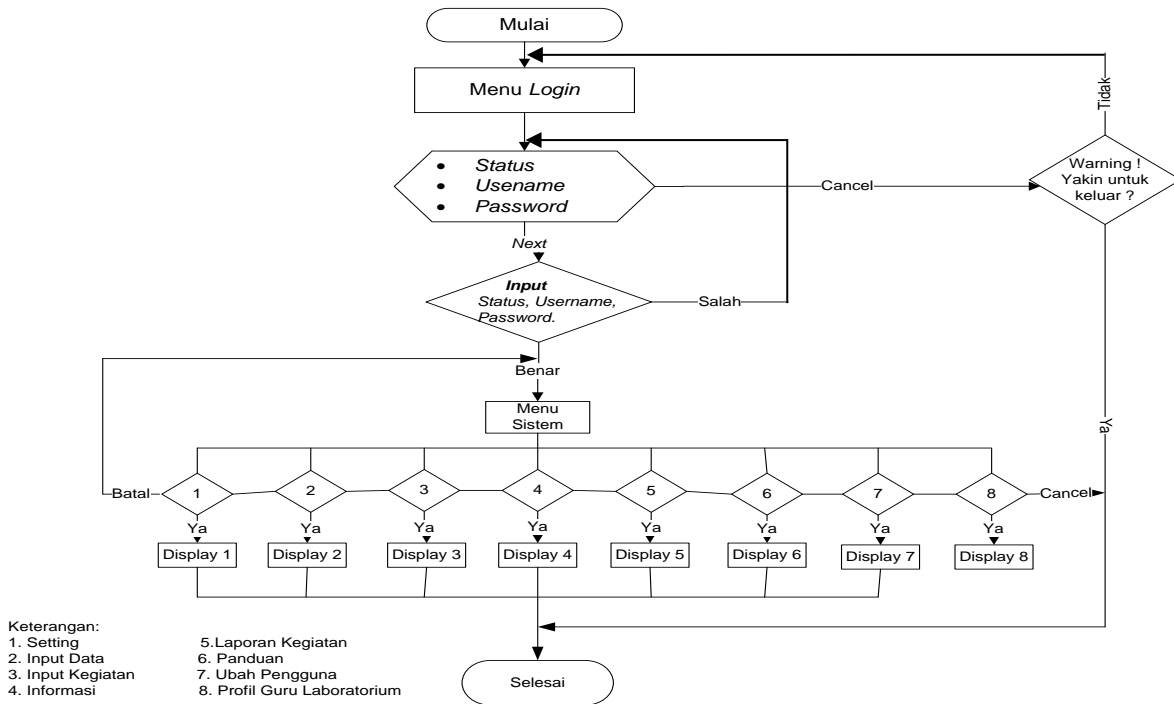 Mulai
Menu Login
Tidak
• Status
• Usename
• Password
Cancel
Warning !
Yakin untuk
keluar ?
Next
Input
Status, Username,
Password.
Salah
Benar
Menu
Sistem
Ya
Batal
1
2
3
4
5
6
7
8
Cancel
Ya
Ya
Ya
Ya
Ya
Ya
Ya
Ya
Display 1
Display 2
Display 3
Display 4
Display 5
Display 6
Display 7
Display 8
Keterangan:
1. Setting
2. Input Data
3. Input Kegiatan
4. Informasi
5.Laporan Kegiatan
6. Panduan
7. Ubah Pengguna
8. Profil Guru Laboratorium
Selesai